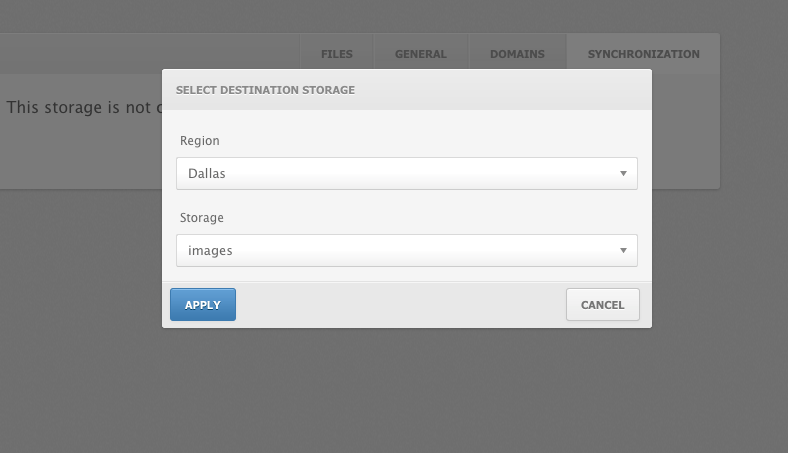 FILES GENERAL DOMAINS SYNCHRONIZATION
This storage is not
SELECT DESTINATION STORAGE
Region
Dallas
Storage
images
APPLY CANCEL